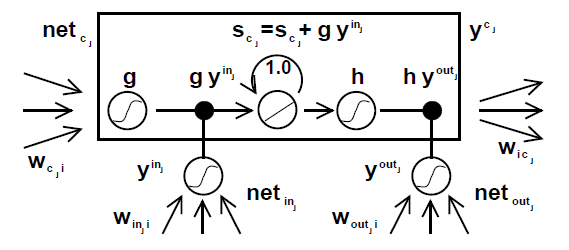 net c j
s c j = s c j + g y in j
y c j
g
g y in j
1.0
h
h y out j
w c j i
w i c j
y in j
y out j
net in j
net out j
w in j i
w out j i